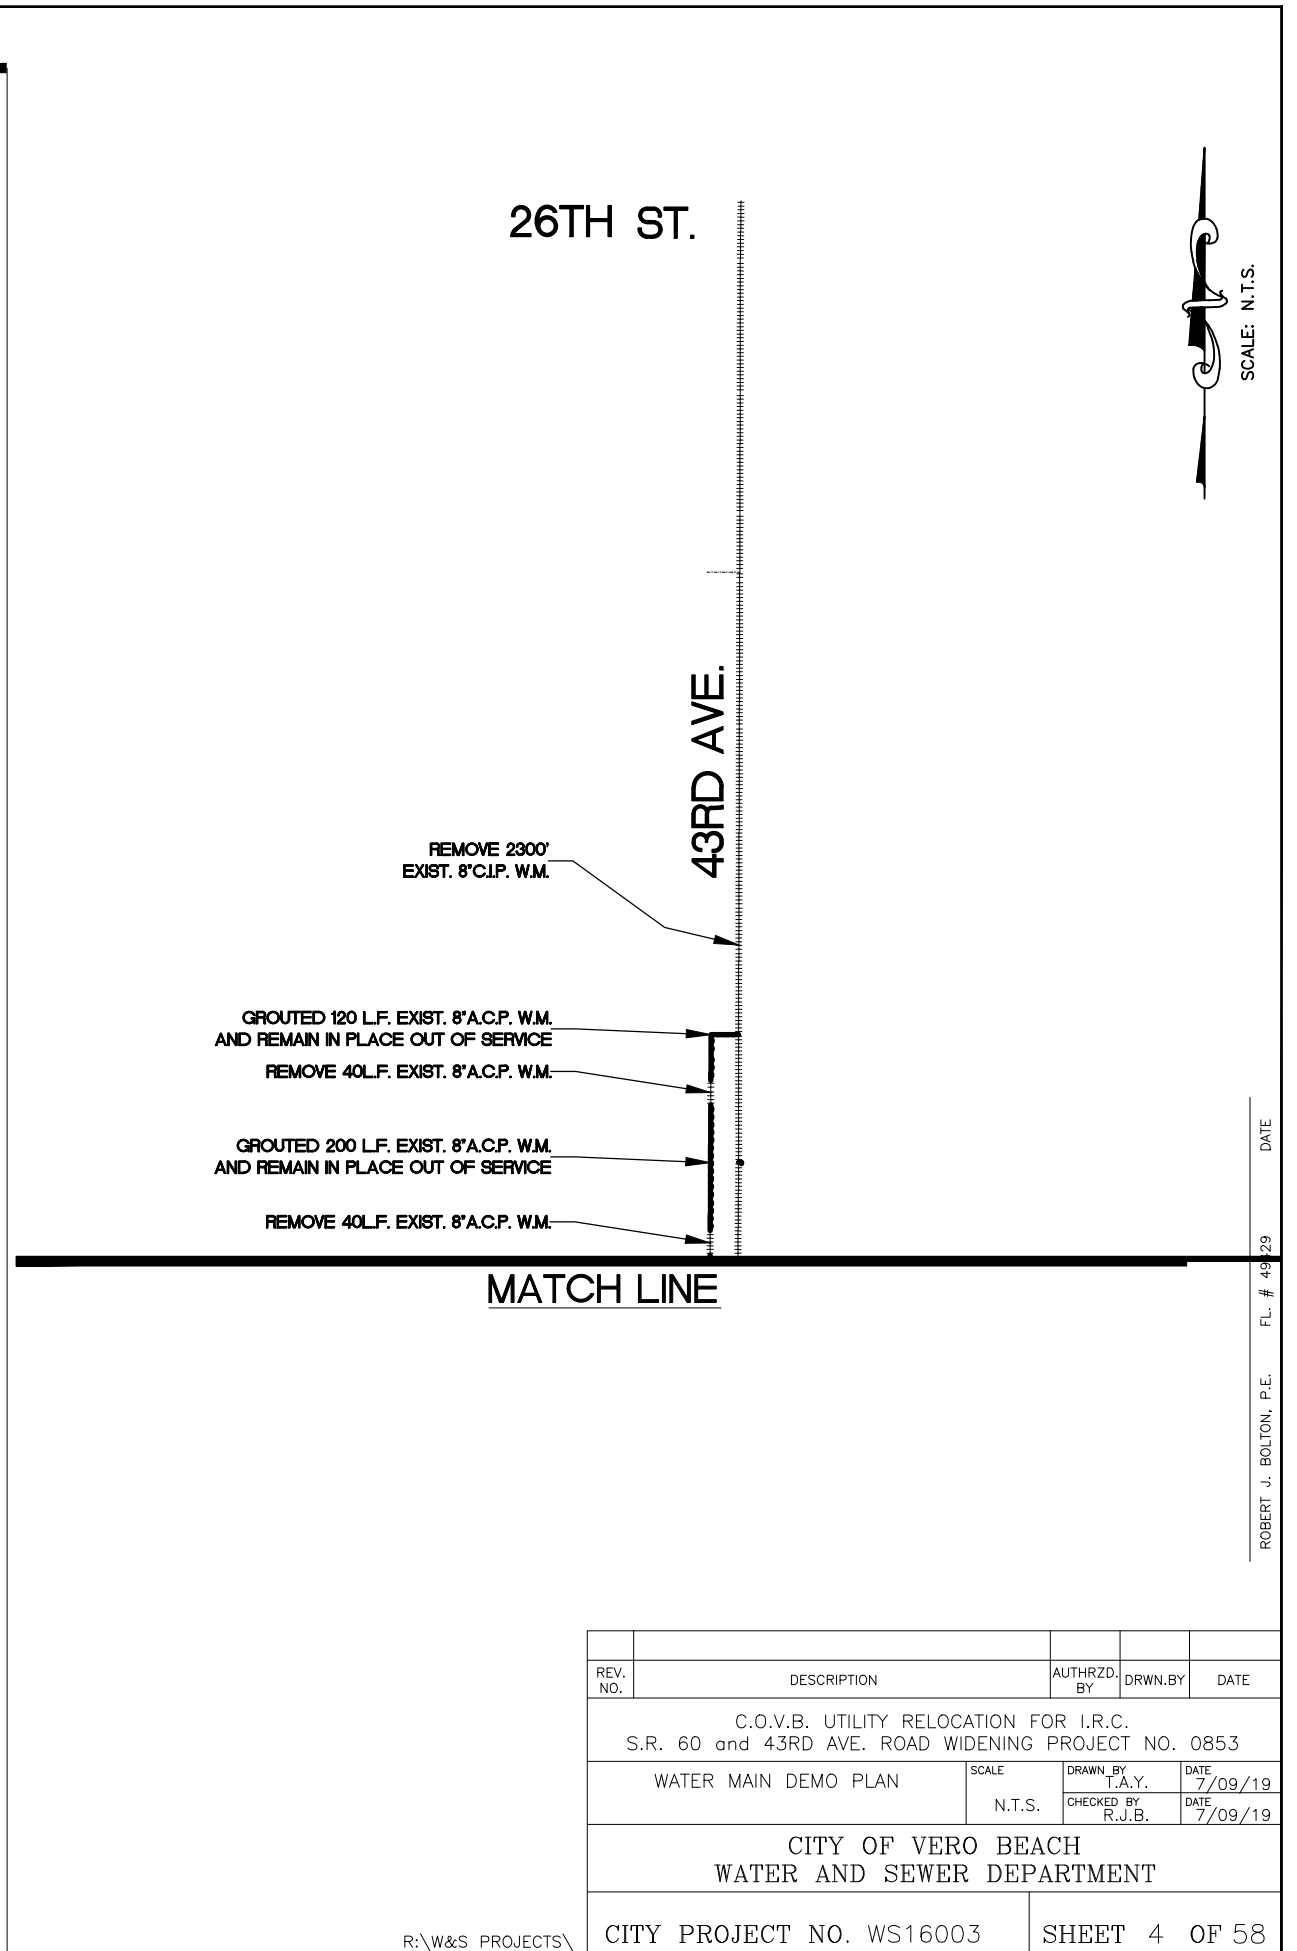 26TH ST.
SCALE: N.T.S.
43RD AVE.
REMOVE 2300'
EXIST. 8"C.I.P. W.M.
GROUTED 120 L.F. EXIST. 8"A.C.P. W.M.
AND REMAIN IN PLACE OUT OF SERVICE
REMOVE 40L.F. EXIST. 8"A.C.P. W.M.
GROUTED 200 L.F. EXIST. 8"A.C.P. W.M.
AND REMAIN IN PLACE OUT OF SERVICE
REMOVE 40L.F. EXIST. 8"A.C.P. W.M.
MATCH LINE
ROBERT J. BOLTON, P.E. FL. # 49429 DATE
REV. NO.
DESCRIPTION
AUTHRZD. BY
DRWN.BY
DATE
C.O.V.B. UTILITY RELOCATION FOR I.R.C.
S.R. 60 and 43RD AVE. ROAD WIDENING PROJECT NO. 0853
WATER MAIN DEMO PLAN
SCALE
N.T.S.
DRAWN BY
T.A.Y.
DATE
7/09/19
CHECKED BY
R.J.B.
DATE
7/09/19
CITY OF VERO BEACH
WATER AND SEWER DEPARTMENT
R:\W&S PROJECTS\
CITY PROJECT NO. WS16003
SHEET 4 OF 58